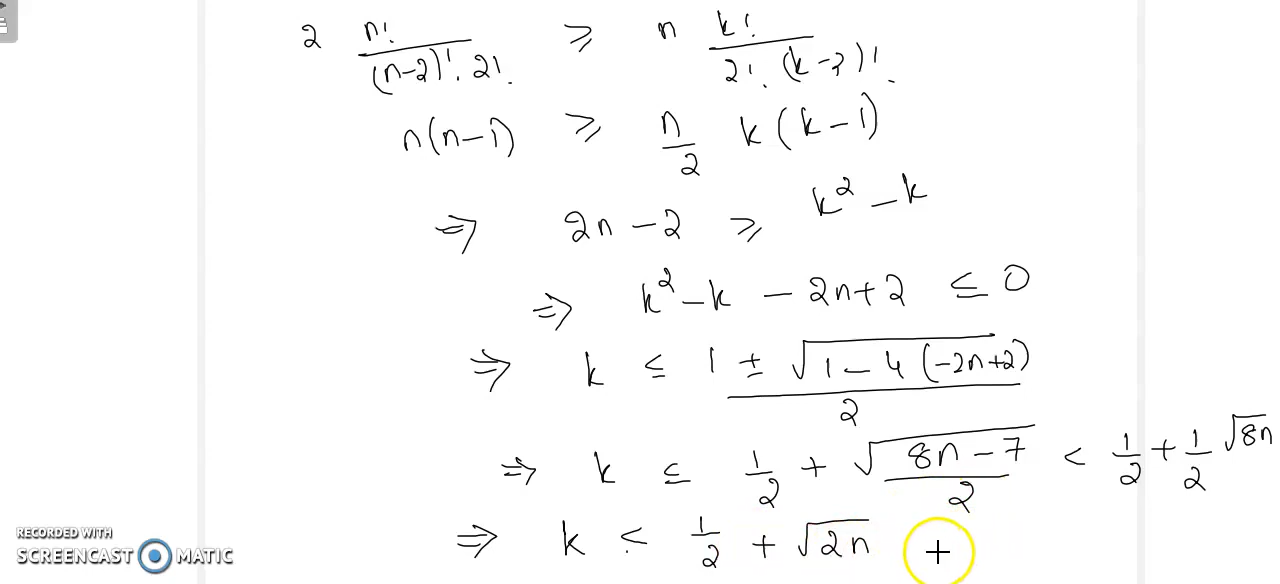 2 n!/((n-2)! . 2!) ≥ n k!/(2! . (k-2)!)
n(n-1) ≥ n/2 k(k-1)
⇒ 2n - 2 ≥ k² - k
⇒ k² - k - 2n + 2 ≤ 0
⇒ k ≤ (1 ± √(1 - 4(-2n+2)))/2
⇒ k ≤ 1/2 + √(8n - 7)/2 < 1/2 + 1/2 √8n
⇒ k < 1/2 + √2n
RECORDED WITH
SCREENCAST MATIC